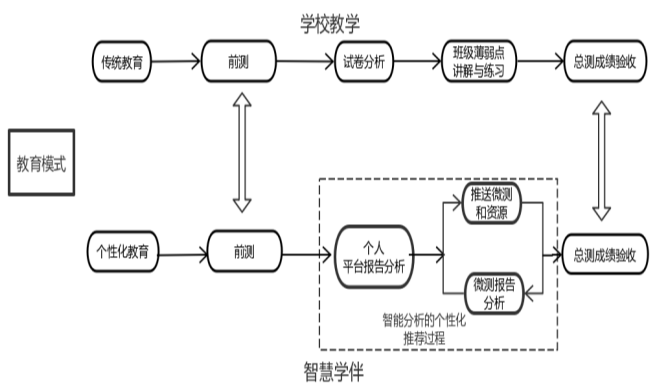 学校教学
传统教育
前测
试卷分析
班级薄弱点
讲解与练习
总测成绩验收
教育模式
个性化教育
前测
个人
平台报告分析
推送微测
和资源
微测报告
分析
总测成绩验收
智能分析的个性化
推荐过程
智慧学伴